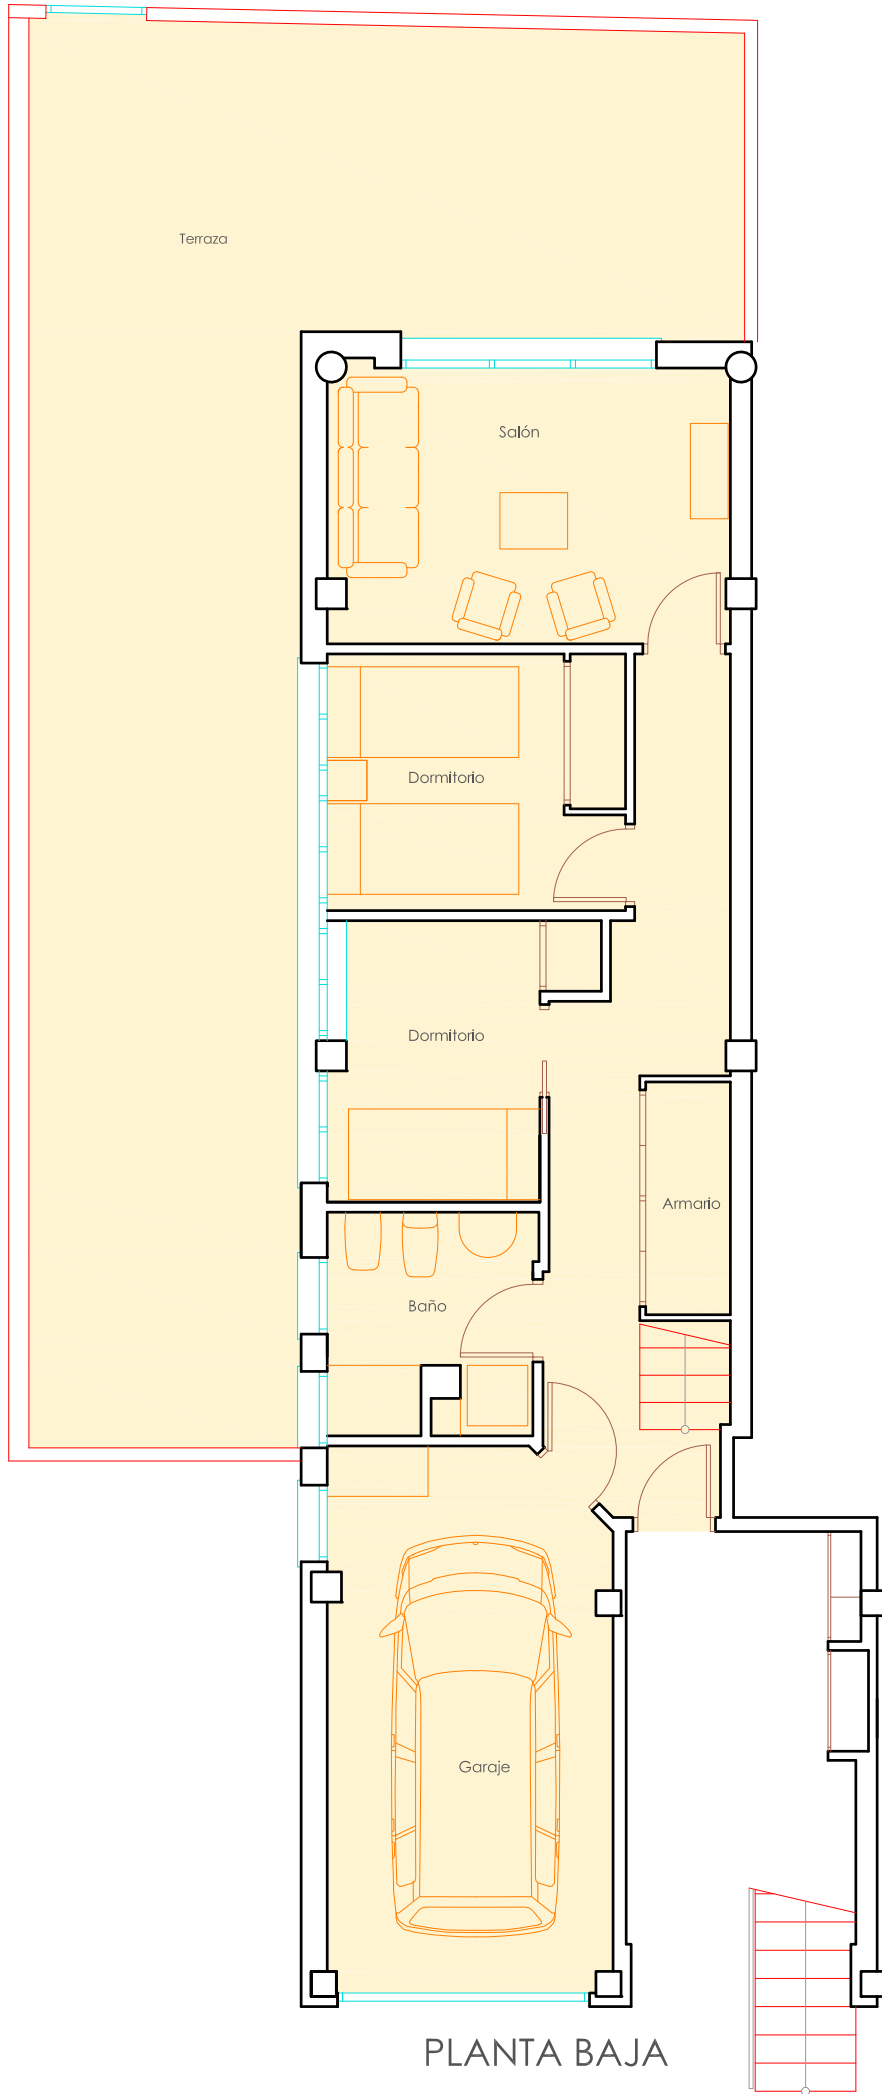 Terraza
Salón
Dormitorio
Dormitorio
Armario
Baño
Garaje
PLANTA BAJA